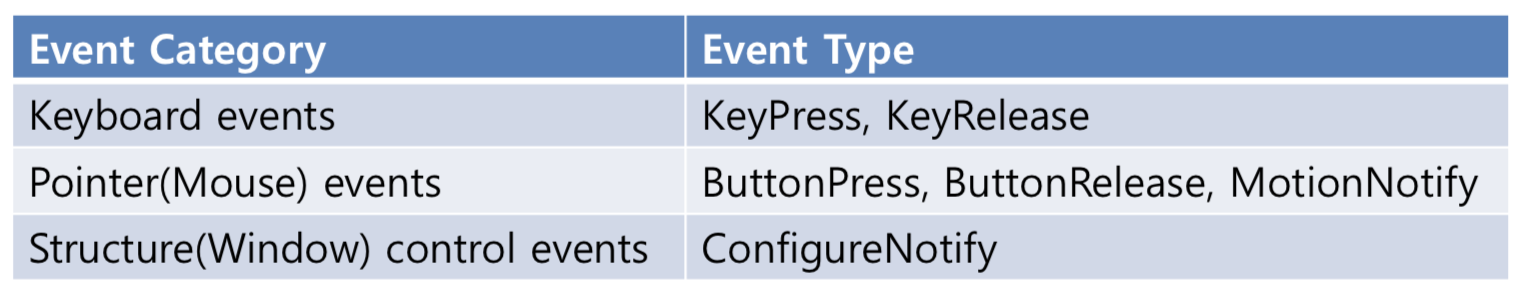 Event Category Event Type
Keyboard events KeyPress, KeyRelease
Pointer(Mouse) events ButtonPress, ButtonRelease, MotionNotify
Structure(Window) control events ConfigureNotify